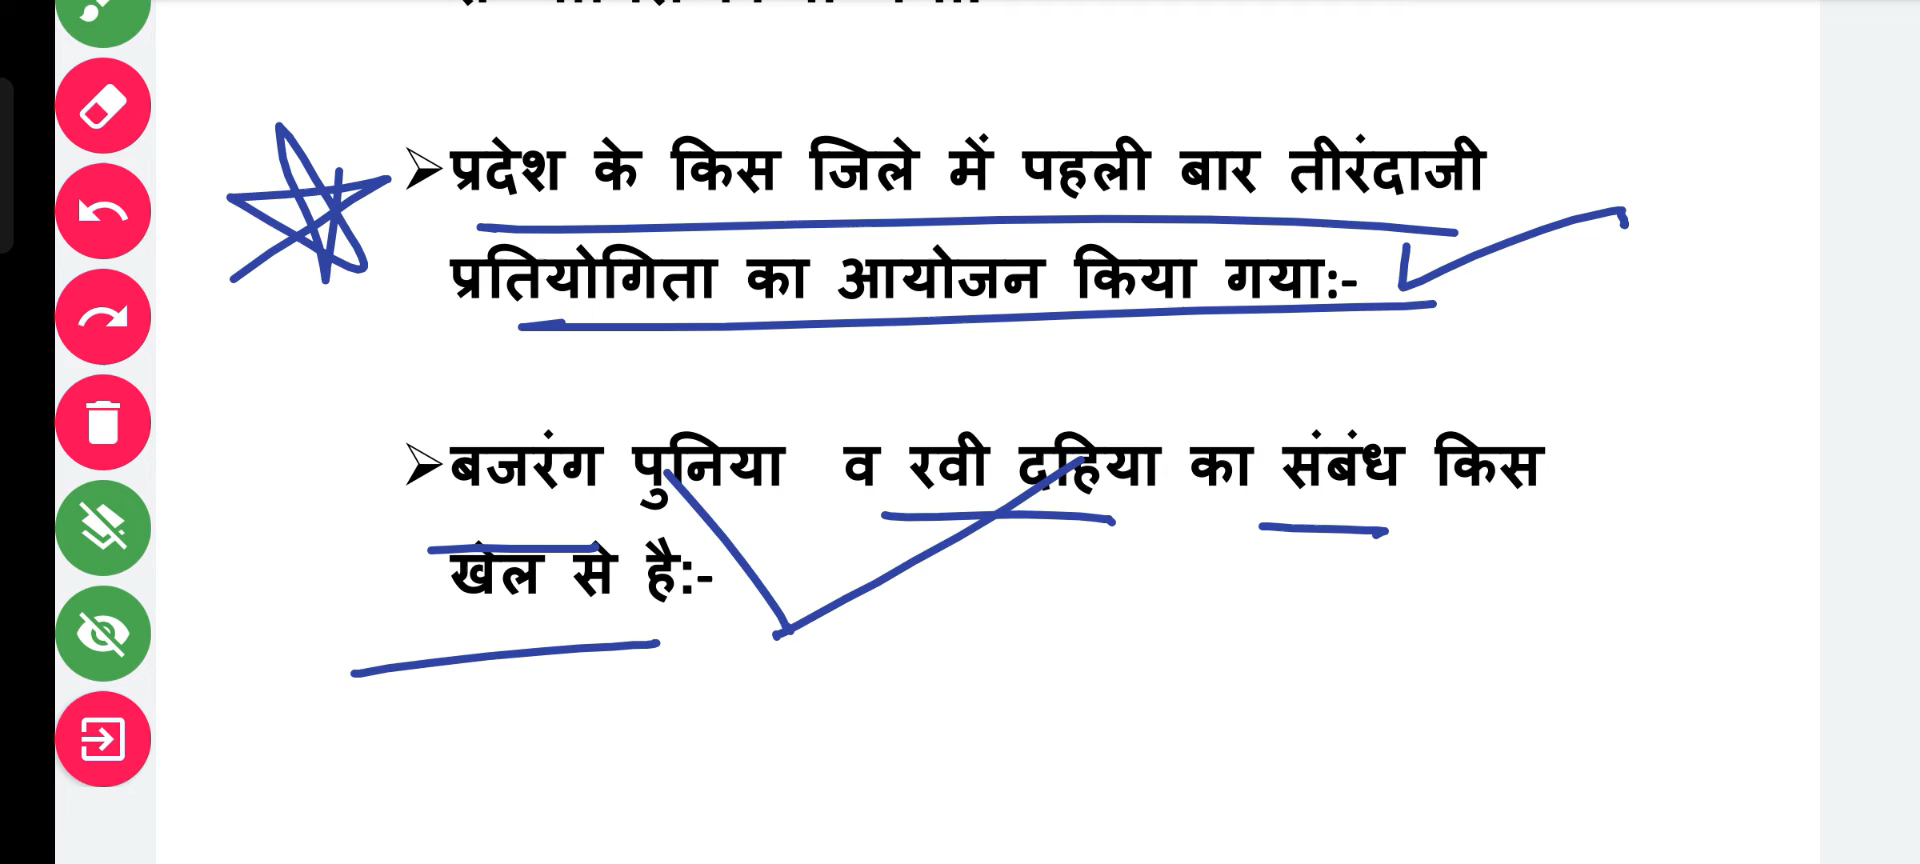 ➢प्रदेश के किस जिले में पहली बार तीरंदाजी
प्रतियोगिता का आयोजन किया गया:-
➢बजरंग पुनिया व रवी दहिया का संबंध किस
खेल से है:-